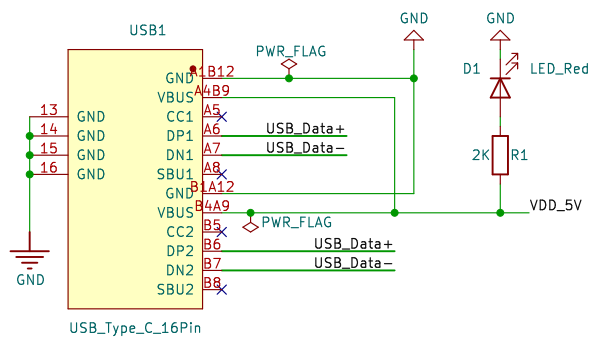 GND
GND
USB1
PWR_FLAG
D1
LED_Red
GND A1B12
VBUS A4B9
13 GND
CC1 A5
14 GND
DP1 A6 USB_Data+
15 GND
DN1 A7 USB_Data-
2K R1
16 GND
SBU1 A8
GND B1A12
VBUS B4A9
VDD_5V
PWR_FLAG
CC2 B5
DP2 B6 USB_Data+
DN2 B7 USB_Data-
GND
SBU2 B8
USB_Type_C_16Pin